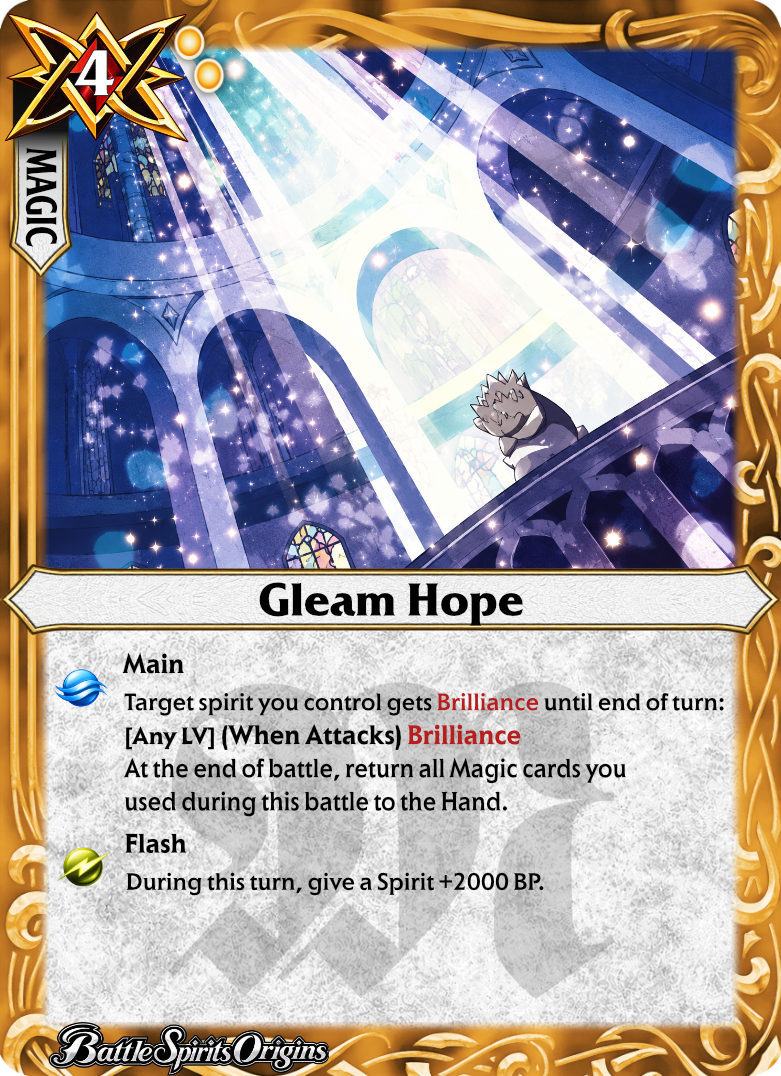 4
MAGIC
Gleam Hope
Main
Target spirit you control gets Brilliance until end of turn:
[Any LV] (When Attacks) Brilliance
At the end of battle, return all Magic cards you
used during this battle to the Hand.
Flash
During this turn, give a Spirit +2000 BP.
Battle Spirits Origins